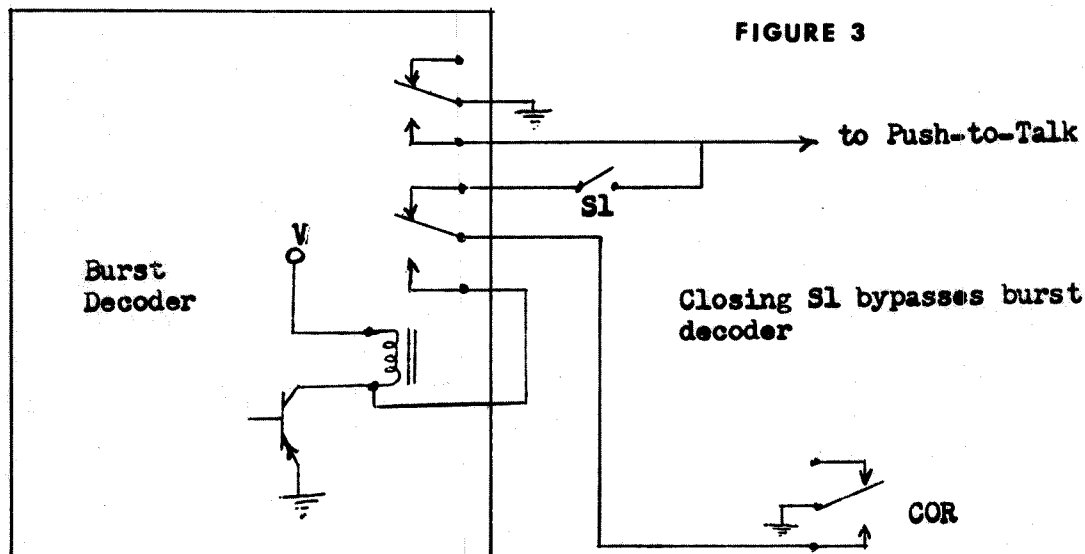 FIGURE 3
to Push-to-Talk
S1
V
Burst
Decoder
Closing S1 bypasses burst
decoder
COR